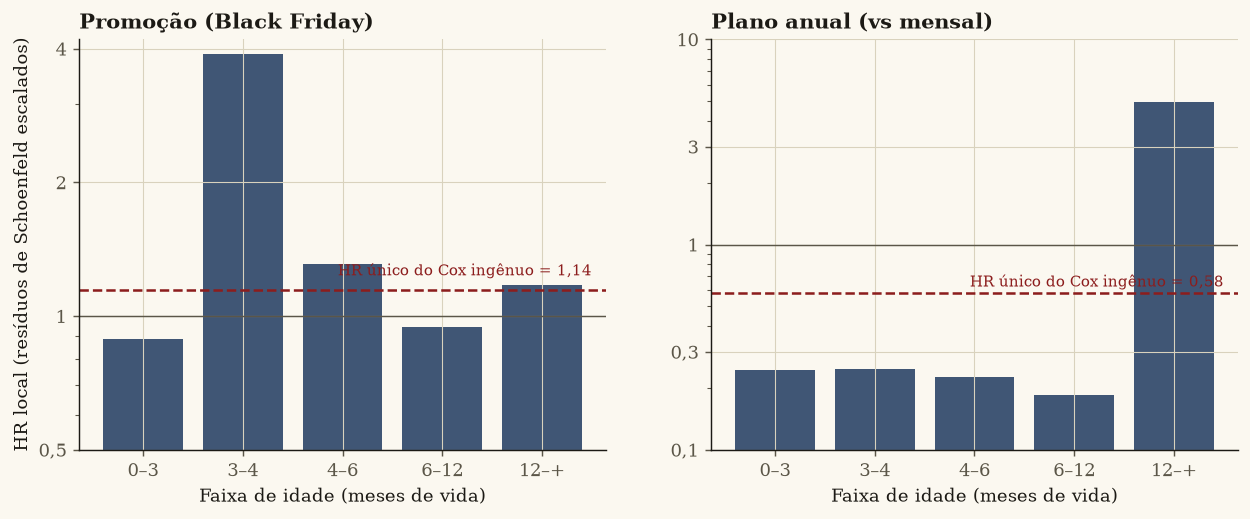 Promoção (Black Friday)
HR local (resíduos de Schoenfeld escalados)
4
2
1
0,5
HR único do Cox ingênuo = 1,14
0–3
3–4
4–6
6–12
12–+
Faixa de idade (meses de vida)
Plano anual (vs mensal)
10
3
1
0,3
0,1
HR único do Cox ingênuo = 0,58
0–3
3–4
4–6
6–12
12–+
Faixa de idade (meses de vida)